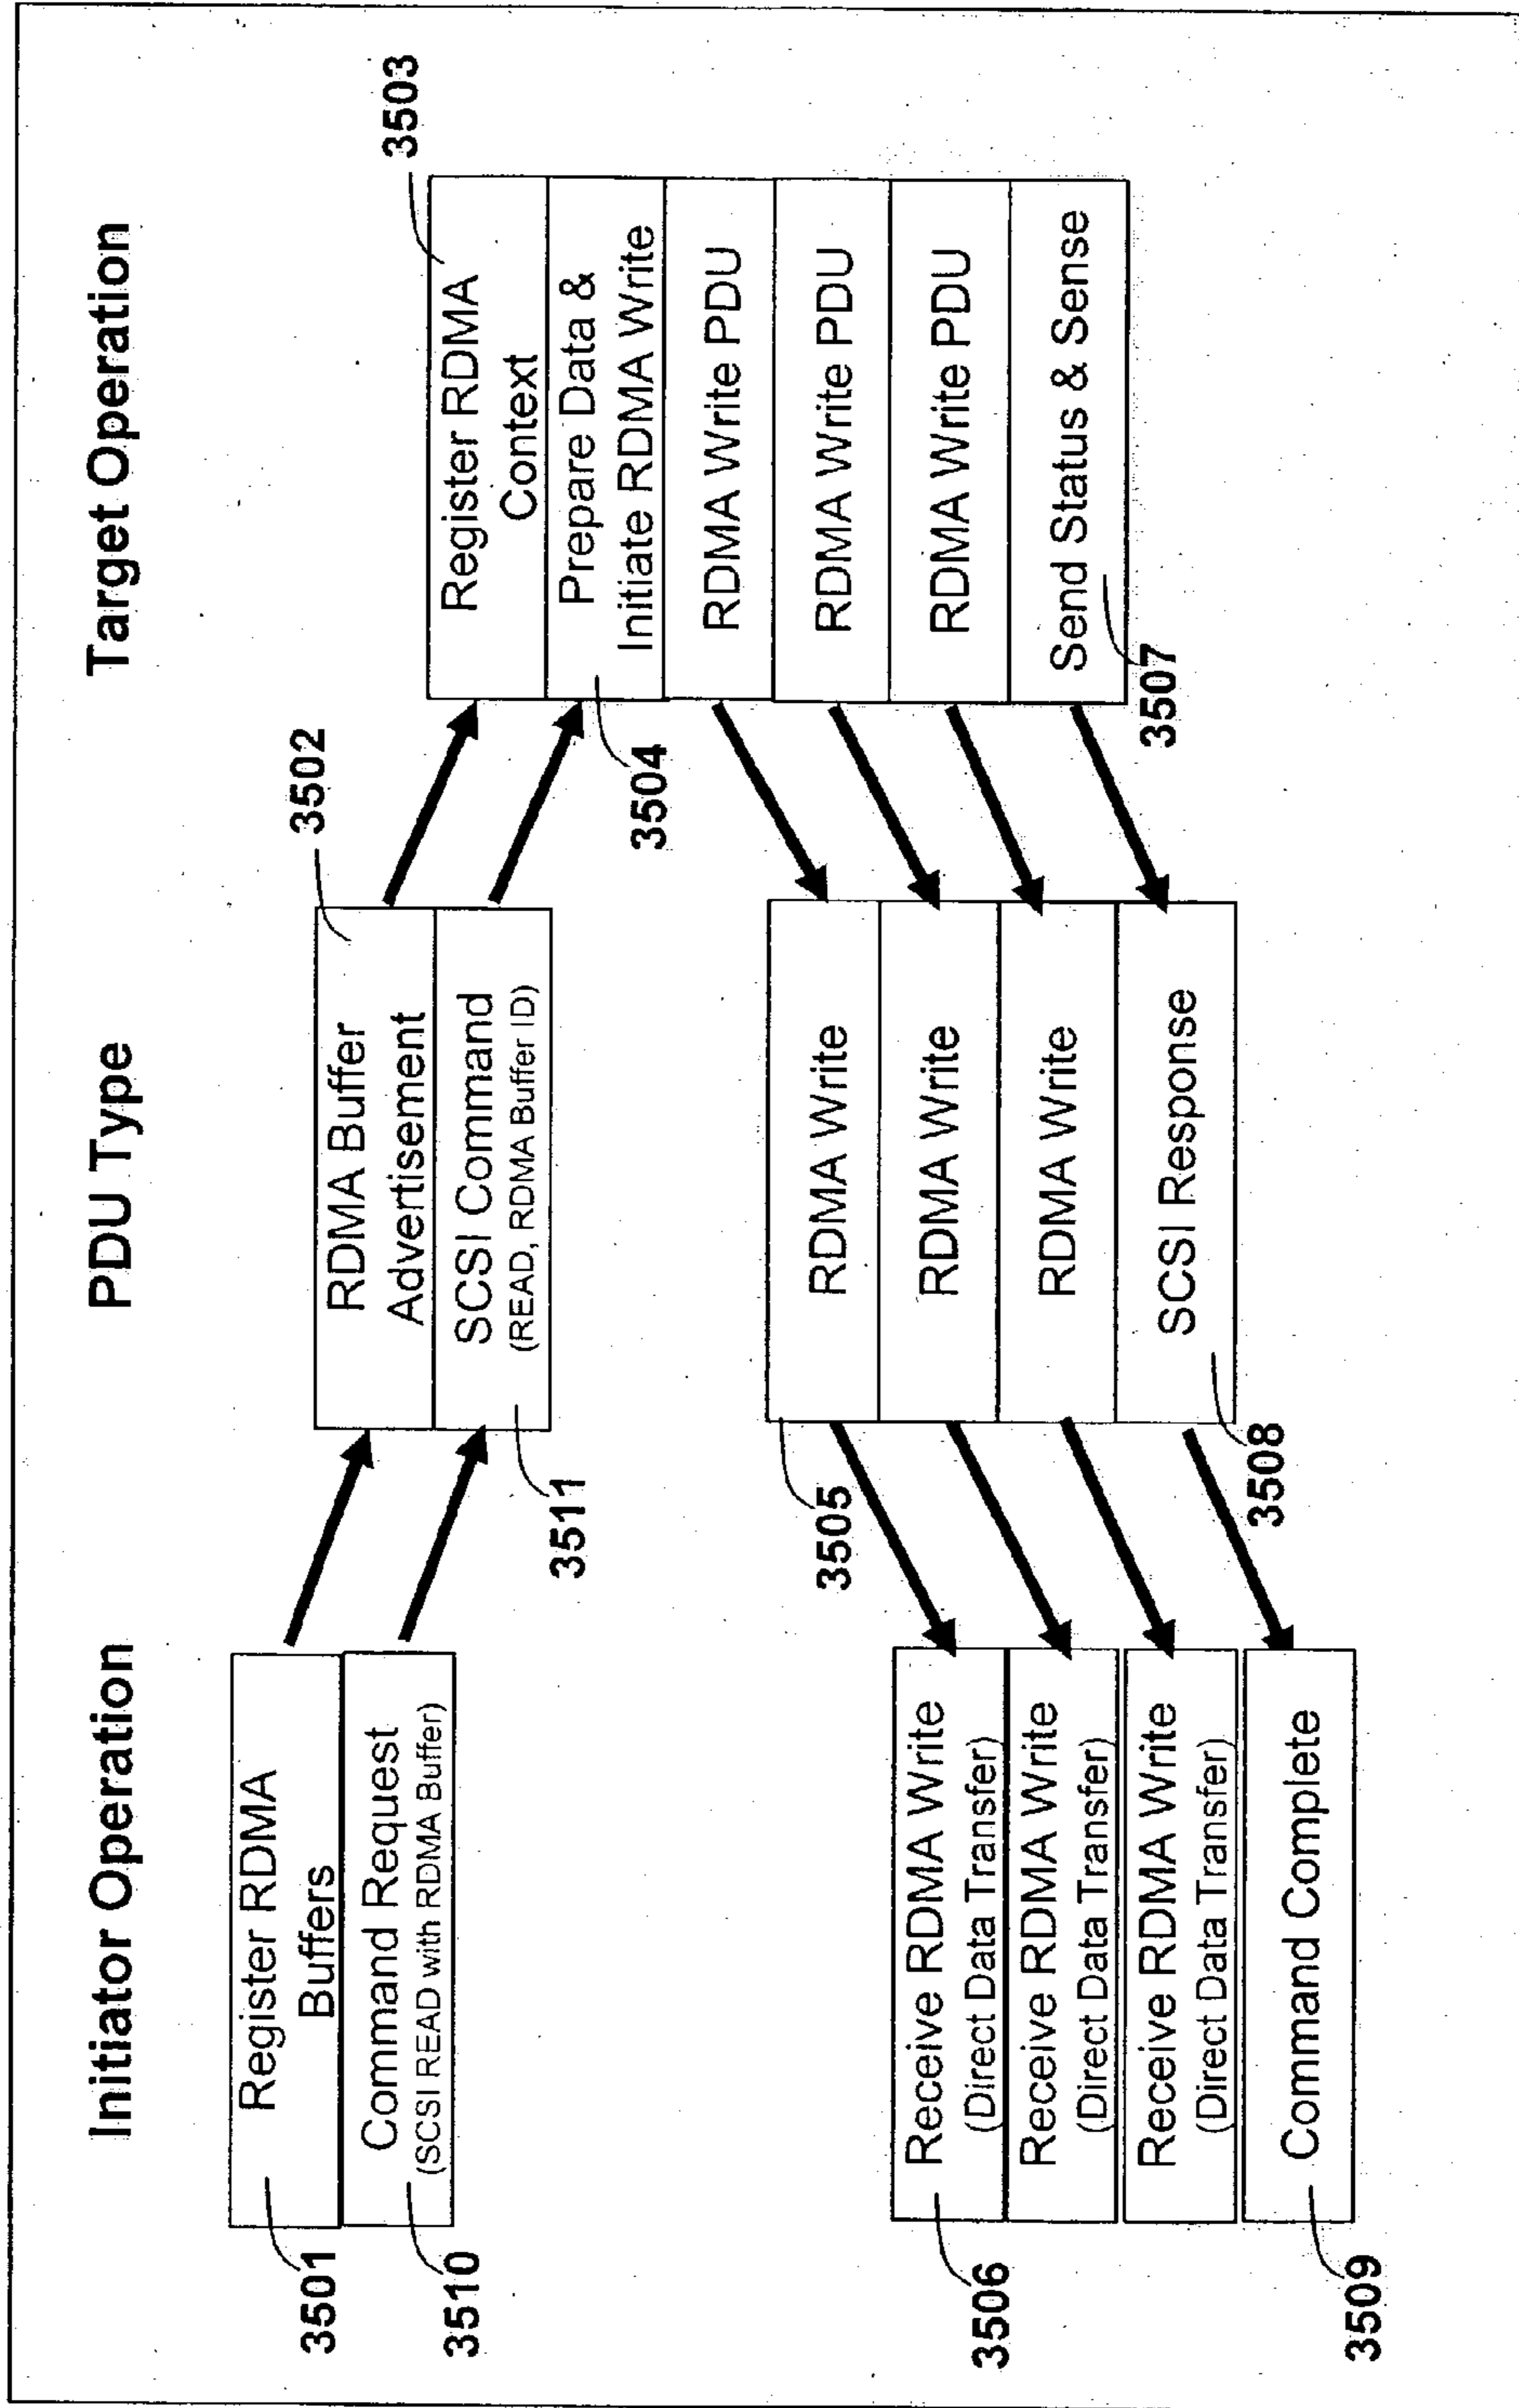 Initiator Operation
PDU Type
Target Operation
3501
Register RDMA
Buffers
3510
Command Request
(SCSI READ with RDMA Buffer)
3502
RDMA Buffer
Advertisement
SCSI Command
(READ, RDMA Buffer ID)
3511
3503
Register RDMA
Context
Prepare Data &
Initiate RDMA Write
3504
RDMA Write PDU
RDMA Write PDU
RDMA Write PDU
Send Status & Sense
3507
3505
RDMA Write
RDMA Write
RDMA Write
SCSI Response
3508
3506
Receive RDMA Write
(Direct Data Transfer)
Receive RDMA Write
(Direct Data Transfer)
Receive RDMA Write
(Direct Data Transfer)
Command Complete
3509